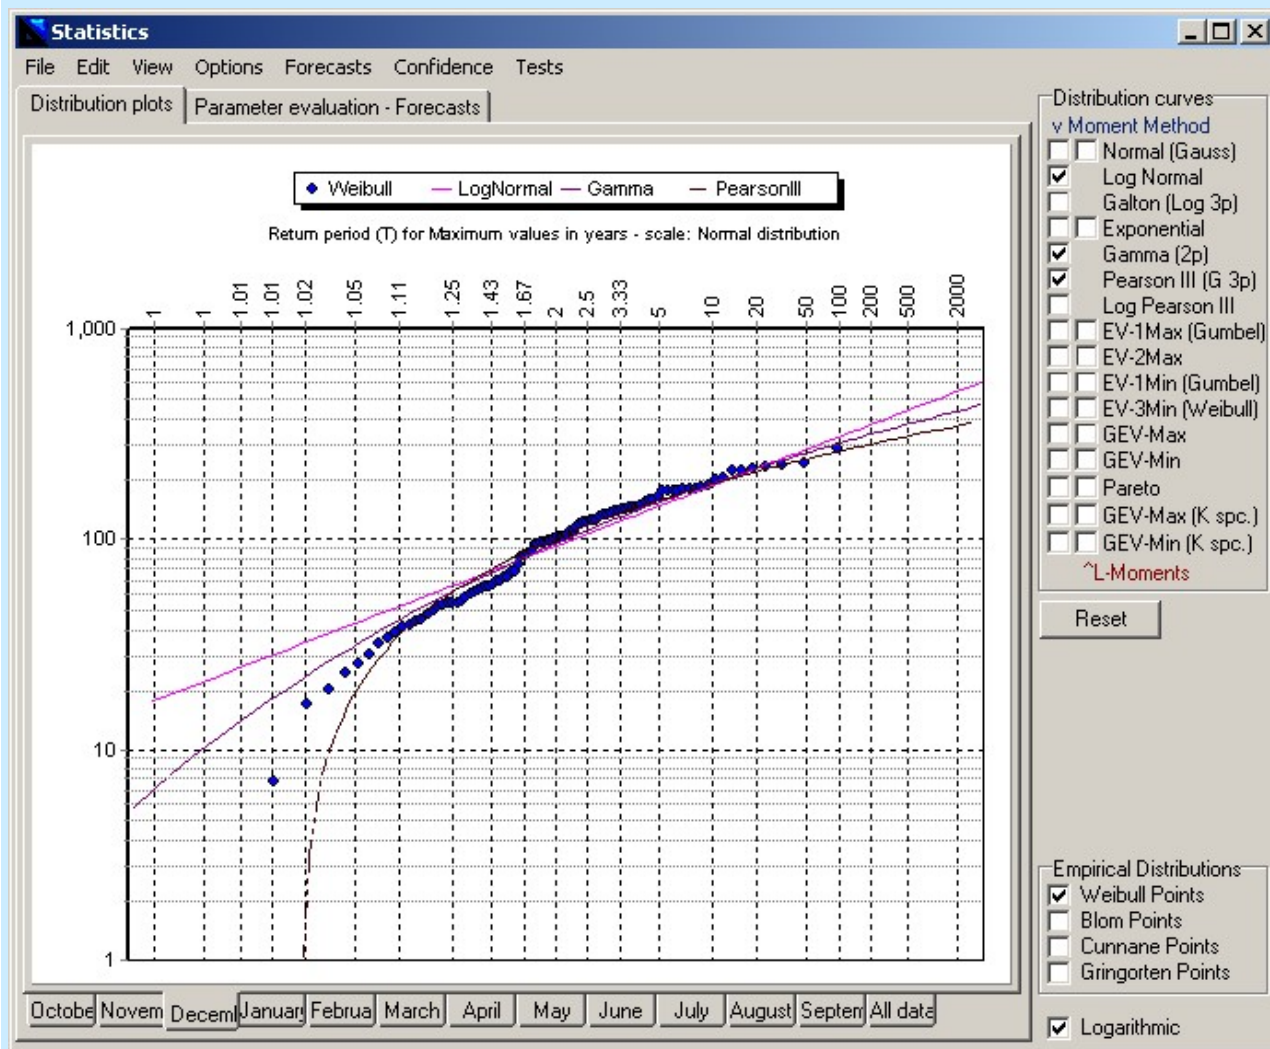 Statistics
File Edit View Options Forecasts Confidence Tests
Distribution plots Parameter evaluation - Forecasts
Weibull LogNormal Gamma PearsonIII
Return period (T) for Maximum values in years - scale: Normal distribution
1 1 1.01 1.01 1.02 1.05 1.11 1.25 1.43 1.67 2 2.5 3.33 5 10 20 50 100 200 500 2000
1,000
100
10
1
Octobe Novem Decemb January Februa March April May June July August Septem All data
Distribution curves
v Moment Method
Normal (Gauss)
Log Normal
Galton (Log 3p)
Exponential
Gamma (2p)
Pearson III (G 3p)
Log Pearson III
EV-1Max (Gumbel)
EV-2Max
EV-1Min (Gumbel)
EV-3Min (Weibull)
GEV-Max
GEV-Min
Pareto
GEV-Max (K spc.)
GEV-Min (K spc.)
^L-Moments
Reset
Empirical Distributions
Weibull Points
Blom Points
Cunnane Points
Gringorten Points
Logarithmic